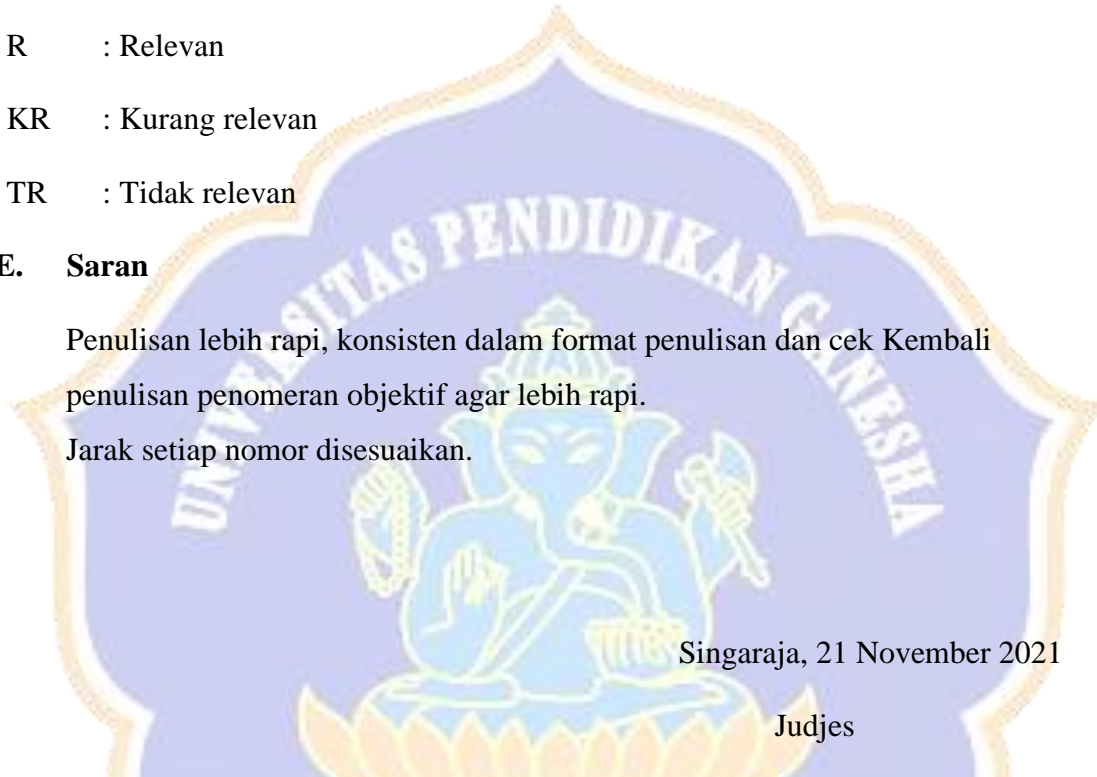 R : Relevan
KR : Kurang relevan
TR : Tidak relevan
E. Saran
Penulisan lebih rapi, konsisten dalam format penulisan dan cek Kembali
penulisan penomeran objektif agar lebih rapi.
Jarak setiap nomor disesuaikan.
UNIVERSITAS PENDIDIKAN GANESHA
Singaraja, 21 November 2021
Judjes